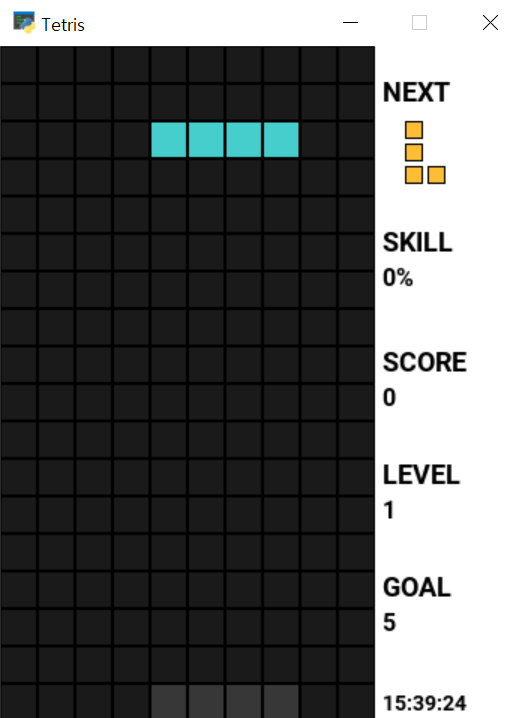 Tetris
NEXT
SKILL
0%
SCORE
0
LEVEL
1
GOAL
5
15:39:24